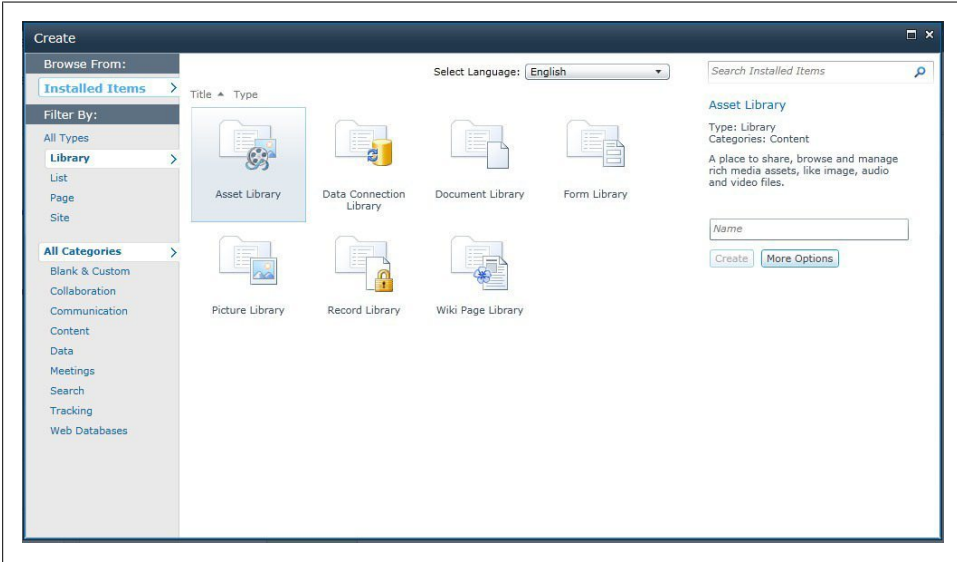 Create
Browse From:
Installed Items
Filter By:
All Types
Library
List
Page
Site
All Categories
Blank & Custom
Collaboration
Communication
Content
Data
Meetings
Search
Tracking
Web Databases
Select Language: English
Title Type
Asset Library
Data Connection
Library
Document Library
Form Library
Picture Library
Record Library
Wiki Page Library
Search Installed Items
Asset Library
Type: Library
Categories: Content
A place to share, browse and manage
rich media assets, like image, audio
and video files.
Name
Create More Options